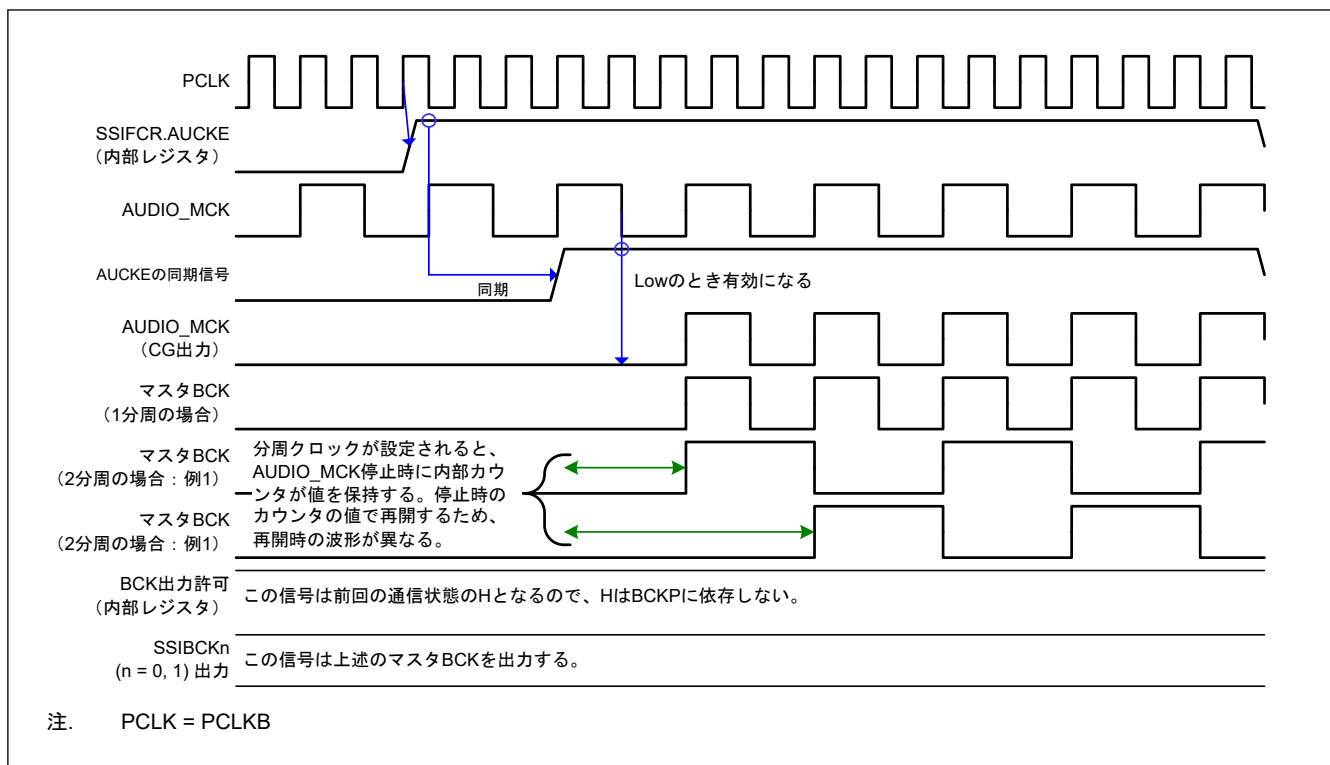 PCLK
SSIFCR.AUCKE
（内部レジスタ）
AUDIO_MCK
AUCKEの同期信号
同期
Lowのとき有効になる
AUDIO_MCK
（CG出力）
マスタBCK
（1分周の場合）
マスタBCK
（2分周の場合：例1）
分周クロックが設定されると、
AUDIO_MCK停止時に内部カウ
ンタが値を保持する。停止時の
カウンタの値で再開するため、
再開時の波形が異なる。
マスタBCK
（2分周の場合：例1）
BCK出力許可
（内部レジスタ）
この信号は前回の通信状態のHとなるので、HはBCKPに依存しない。
SSIBCKn
(n = 0, 1) 出力
この信号は上述のマスタBCKを出力する。
注. PCLK = PCLKB